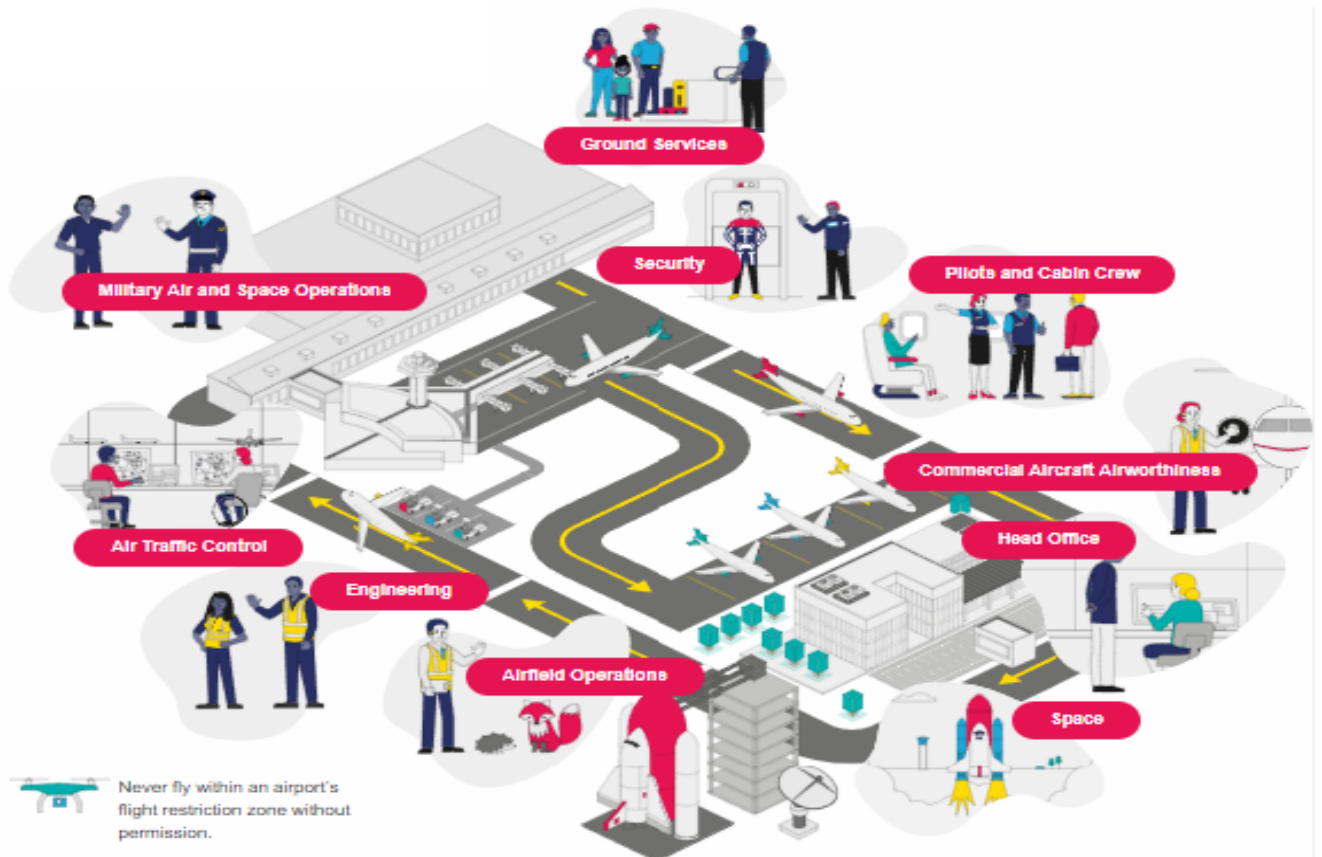 Ground Services
Security
Pilots and Cabin Crew
Military Air and Space Operations
Commercial Aircraft Airworthiness
Head Office
Air Traffic Control
Engineering
Airfield Operations
Space
Never fly within an airport's
flight restriction zone without
permission.